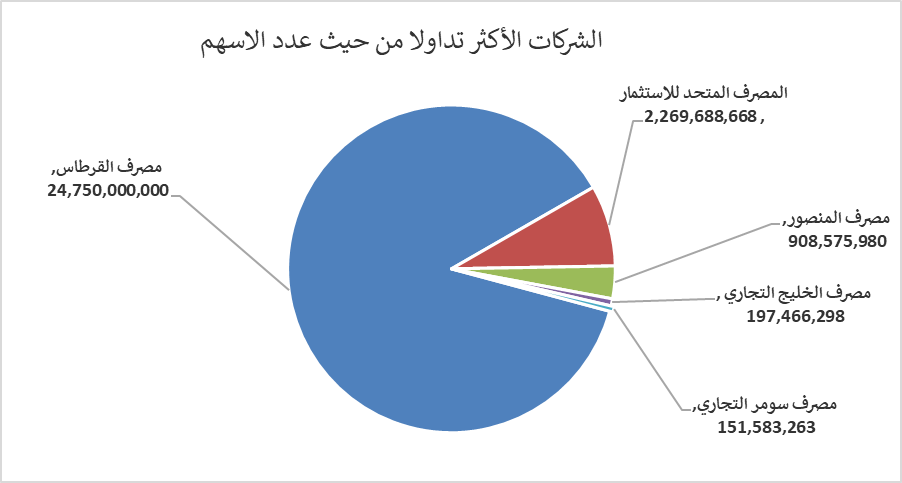 الشركات الأكثر تداولا من حيث عدد الاسهم
المصرف المتحد للاستثمار
, 2,269,688,668
مصرف القرطاس,
24,750,000,000
مصرف المنصور,
908,575,980
مصرف الخليج التجاري ,
197,466,298
مصرف سومر التجاري,
151,583,263